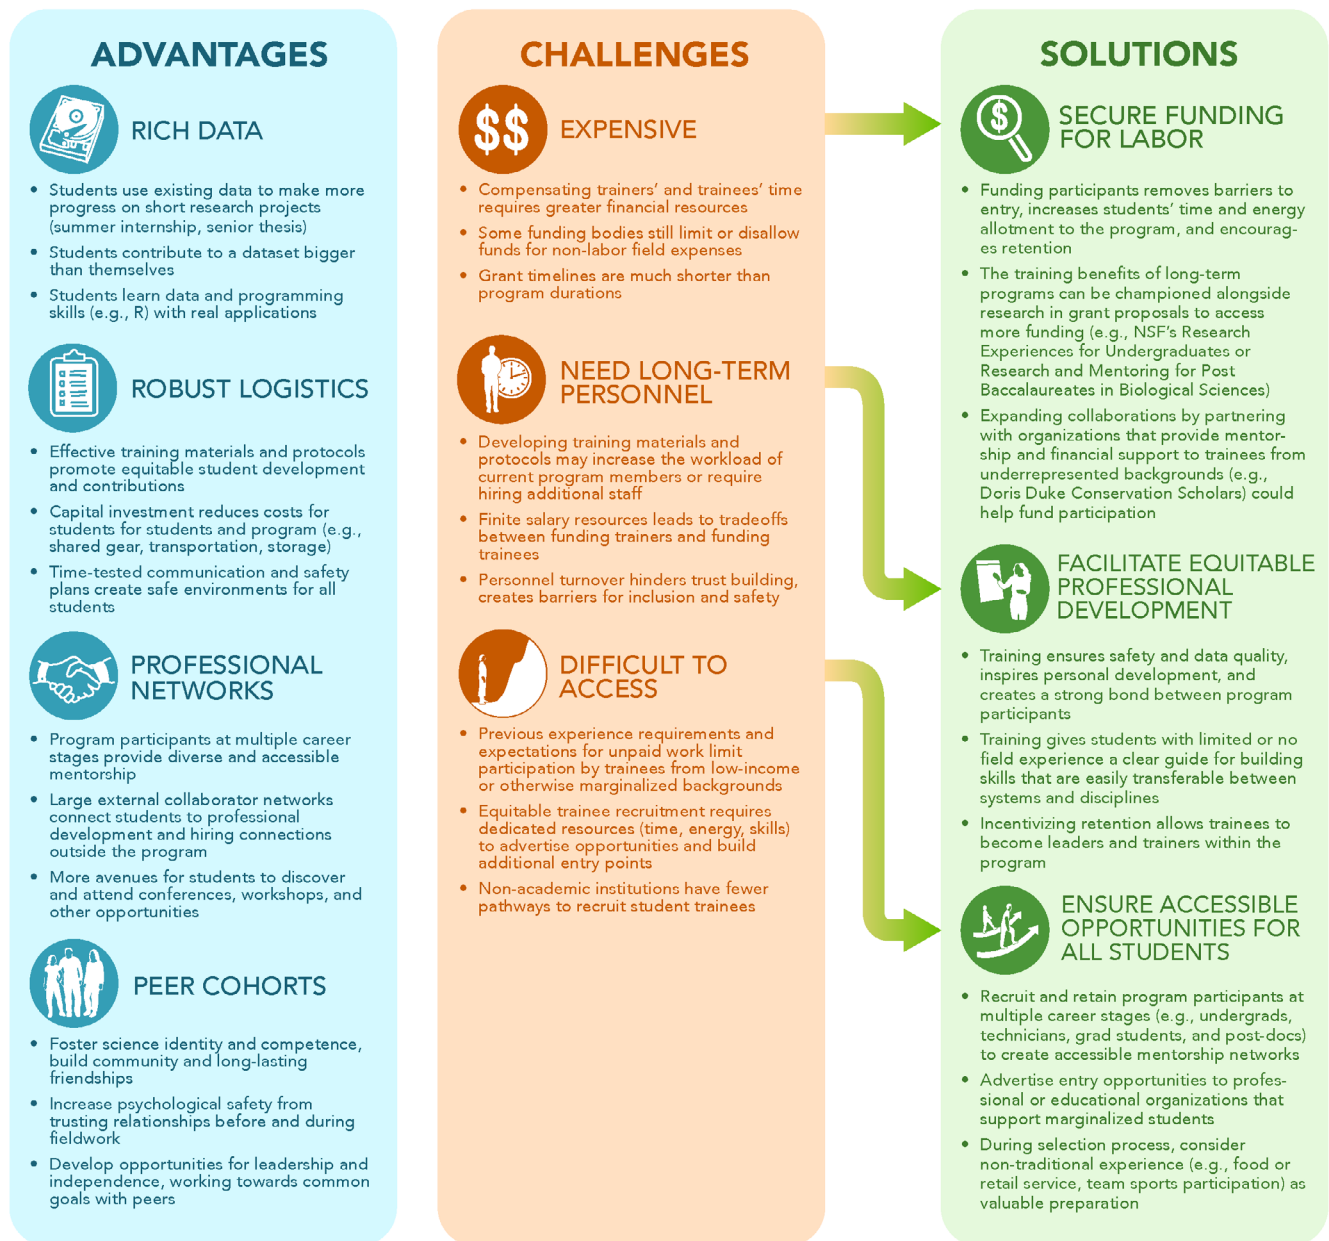 ADVANTAGES
RICH DATA
• Students use existing data to make more
progress on short research projects
(summer internship, senior thesis)
• Students contribute to a dataset bigger
than themselves
• Students learn data and programming
skills (e.g., R) with real applications
ROBUST LOGISTICS
• Effective training materials and protocols
promote equitable student development
and contributions
• Capital investment reduces costs for
students for students and program (e.g.,
shared gear, transportation, storage)
• Time-tested communication and safety
plans create safe environments for all
students
PROFESSIONAL
NETWORKS
• Program participants at multiple career
stages provide diverse and accessible
mentorship
• Large external collaborator networks
connect students to professional
development and hiring connections
outside the program
• More avenues for students to discover
and attend conferences, workshops, and
other opportunities
PEER COHORTS
• Foster science identity and competence,
build community and long-lasting
friendships
• Increase psychological safety from
trusting relationships before and during
fieldwork
• Develop opportunities for leadership and
independence, working towards common
goals with peers
CHALLENGES
$$
EXPENSIVE
• Compensating trainers’ and trainees’ time
requires greater financial resources
• Some funding bodies still limit or disallow
funds for non-labor field expenses
• Grant timelines are much shorter than
program durations
NEED LONG-TERM
PERSONNEL
• Developing training materials and
protocols may increase the workload of
current program members or require
hiring additional staff
• Finite salary resources leads to tradeoffs
between funding trainers and funding
trainees
• Personnel turnover hinders trust building,
creates barriers for inclusion and safety
DIFFICULT TO
ACCESS
• Previous experience requirements and
expectations for unpaid work limit
participation by trainees from low-income
or otherwise marginalized backgrounds
• Equitable trainee recruitment requires
dedicated resources (time, energy, skills)
to advertise opportunities and build
additional entry points
• Non-academic institutions have fewer
pathways to recruit student trainees
SOLUTIONS
$
SECURE FUNDING
FOR LABOR
• Funding participants removes barriers to
entry, increases students’ time and energy
allotment to the program, and encourag-
es retention
• The training benefits of long-term
programs can be championed alongside
research in grant proposals to access
more funding (e.g., NSF’s Research
Experiences for Undergraduates or
Research and Mentoring for Post
Baccalaureates in Biological Sciences)
• Expanding collaborations by partnering
with organizations that provide mentor-
ship and financial support to trainees from
underrepresented backgrounds (e.g.,
Doris Duke Conservation Scholars) could
help fund participation
FACILITATE EQUITABLE
PROFESSIONAL
DEVELOPMENT
• Training ensures safety and data quality,
inspires personal development, and
creates a strong bond between program
participants
• Training gives students with limited or no
field experience a clear guide for building
skills that are easily transferable between
systems and disciplines
• Incentivizing retention allows trainees to
become leaders and trainers within the
program
ENSURE ACCESSIBLE
OPPORTUNITIES FOR
ALL STUDENTS
• Recruit and retain program participants at
multiple career stages (e.g., undergrads,
technicians, grad students, and post-docs)
to create accessible mentorship networks
• Advertise entry opportunities to profes-
sional or educational organizations that
support marginalized students
• During selection process, consider
non-traditional experience (e.g., food or
retail service, team sports participation) as
valuable preparation